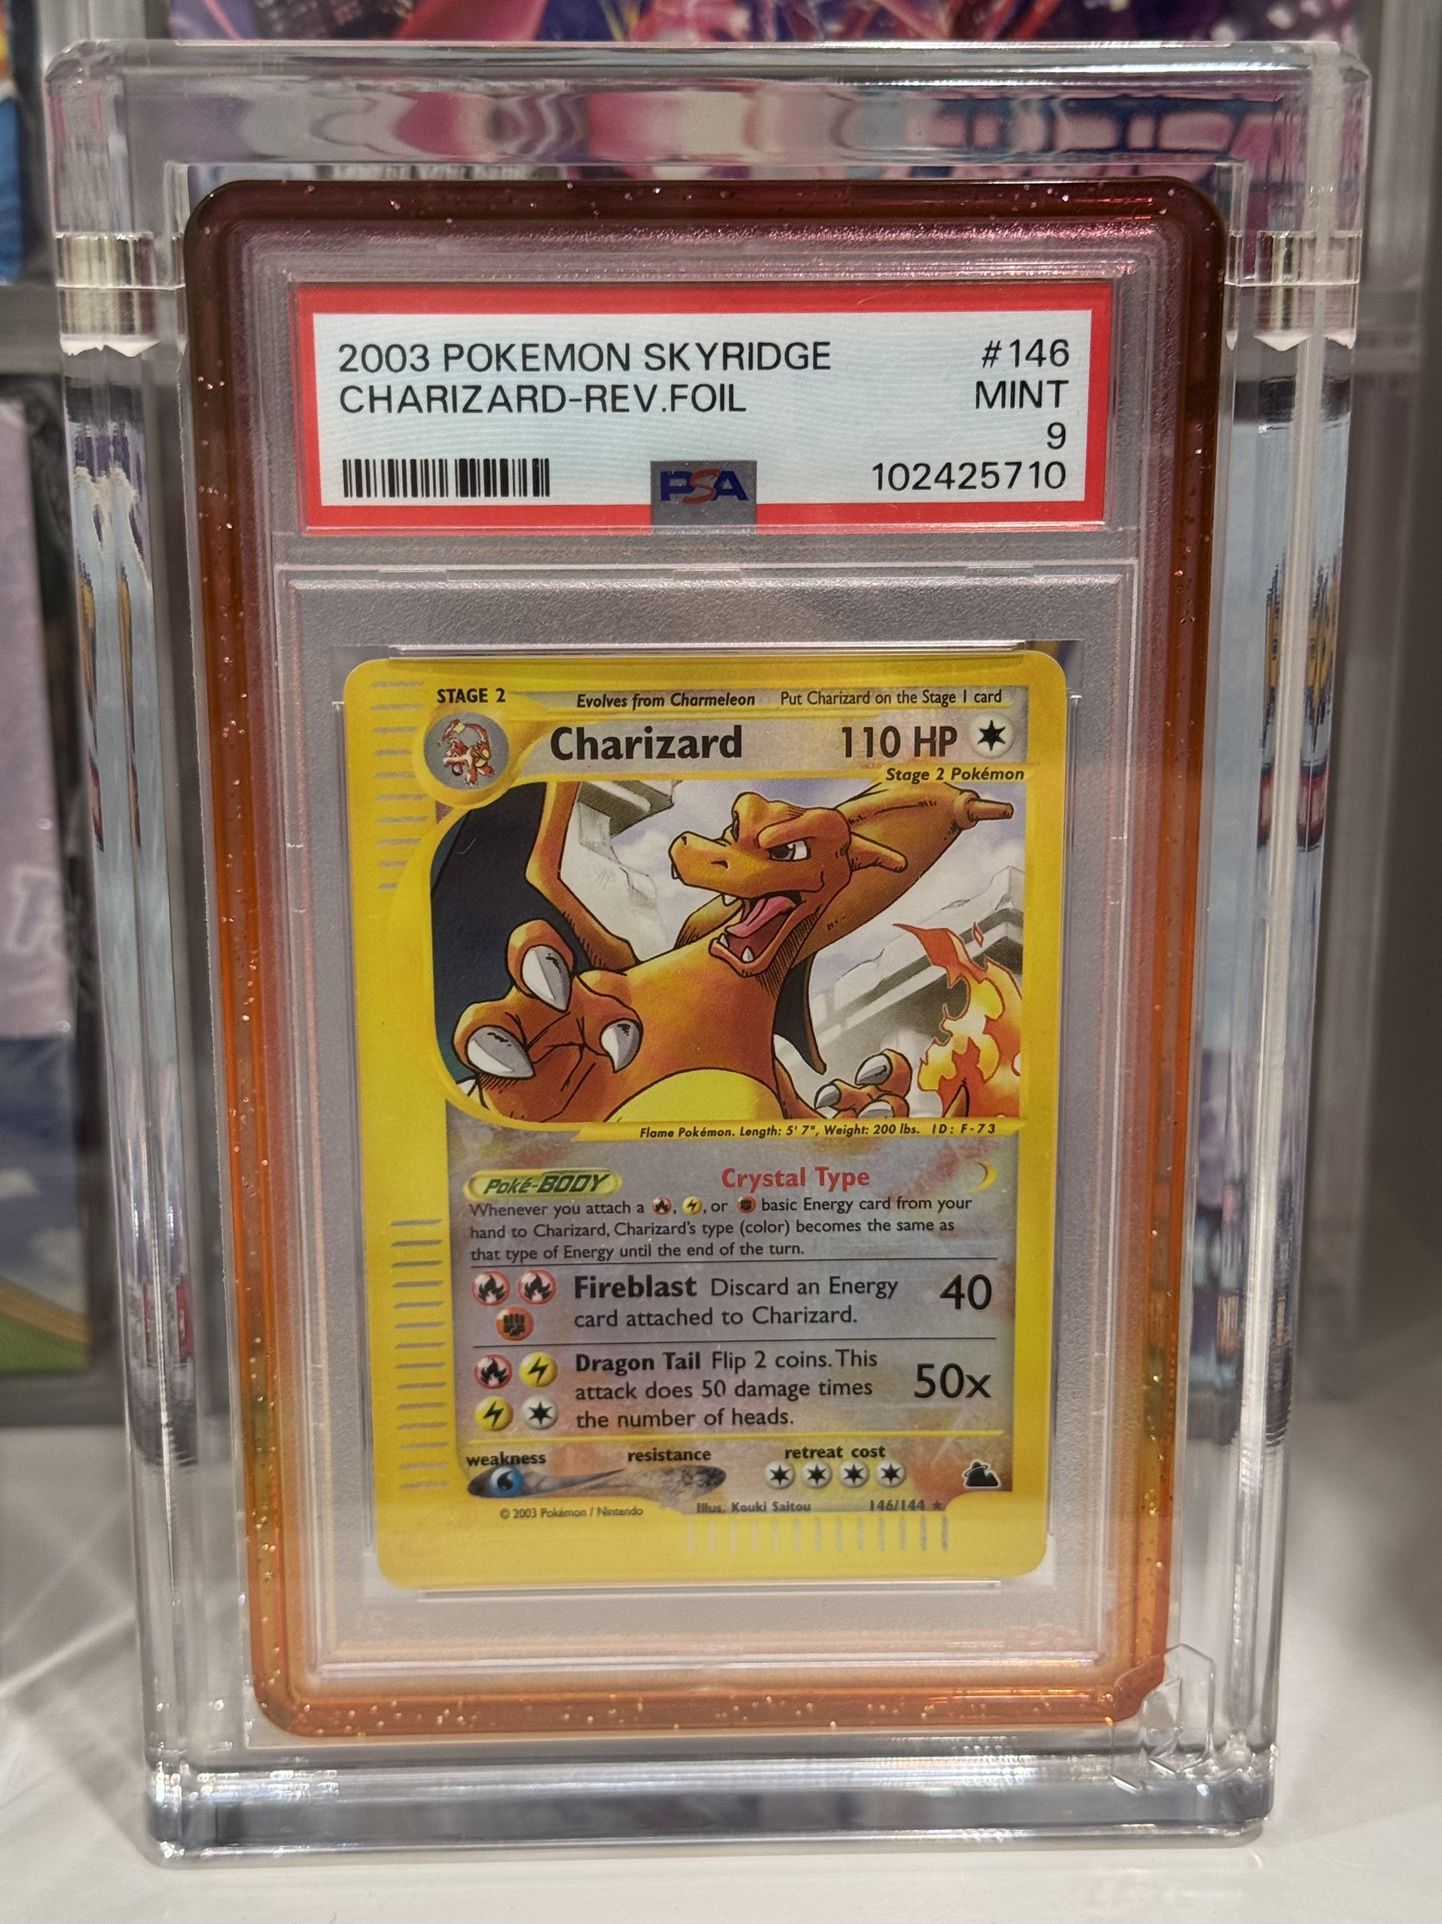 2003 POKEMON SKYRIDGE #146
CHARIZARD-REV.FOIL MINT
9
PSA 102425710
STAGE 2 Evolves from Charmeleon Put Charizard on the Stage 1 card
Charizard 110 HP
Stage 2 Pokémon
Flame Pokémon. Length: 5' 7", Weight: 200 lbs. ID: F-73
Poké-BODY Crystal Type
Whenever you attach a , , or basic Energy card from your
hand to Charizard, Charizard's type (color) becomes the same as
that type of Energy until the end of the turn.
Fireblast Discard an Energy 40
card attached to Charizard.
Dragon Tail Flip 2 coins. This
attack does 50 damage times 50x
the number of heads.
weakness resistance retreat cost
© 2003 Pokémon / Nintendo Illus. Kouki Saitou 146/144 ★